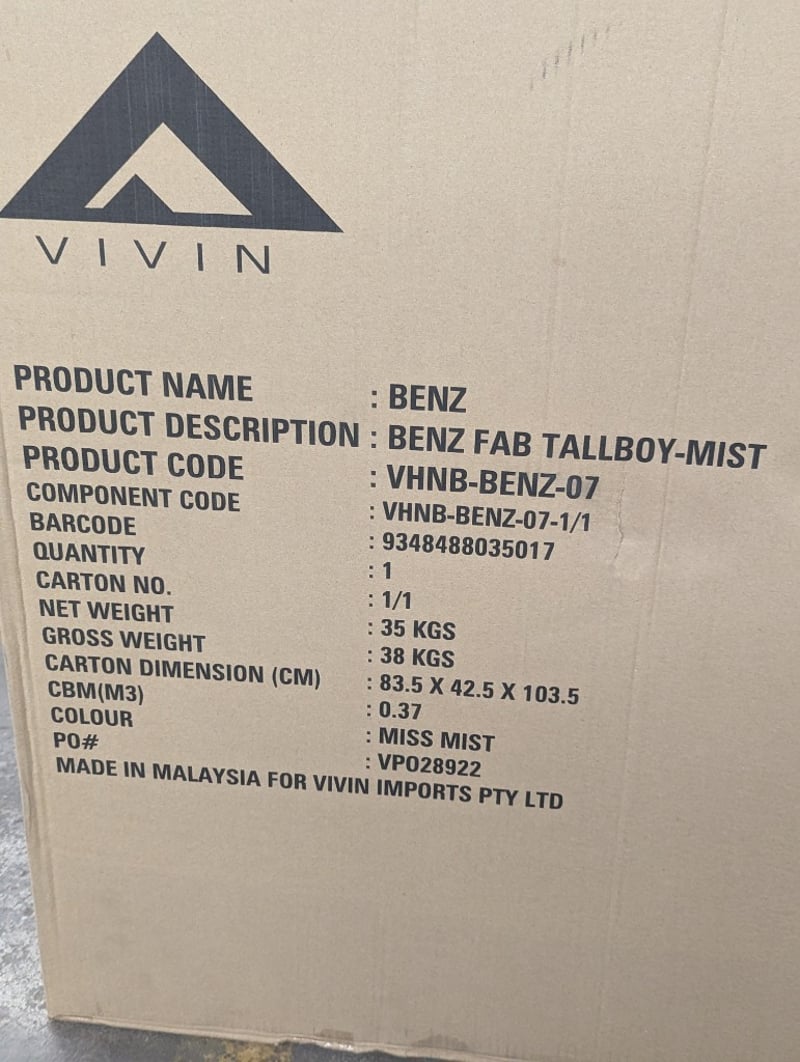 VIVIN
PRODUCT NAME : BENZ
PRODUCT DESCRIPTION : BENZ FAB TALLBOY-MIST
PRODUCT CODE : VHNB-BENZ-07
COMPONENT CODE : VHNB-BENZ-07-1/1
BARCODE : 9348488035017
QUANTITY : 1
CARTON NO. : 1/1
NET WEIGHT : 35 KGS
GROSS WEIGHT : 38 KGS
CARTON DIMENSION (CM) : 83.5 X 42.5 X 103.5
CBM(M3) : 0.37
COLOUR : MISS MIST
PO# : VPO28922
MADE IN MALAYSIA FOR VIVIN IMPORTS PTY LTD